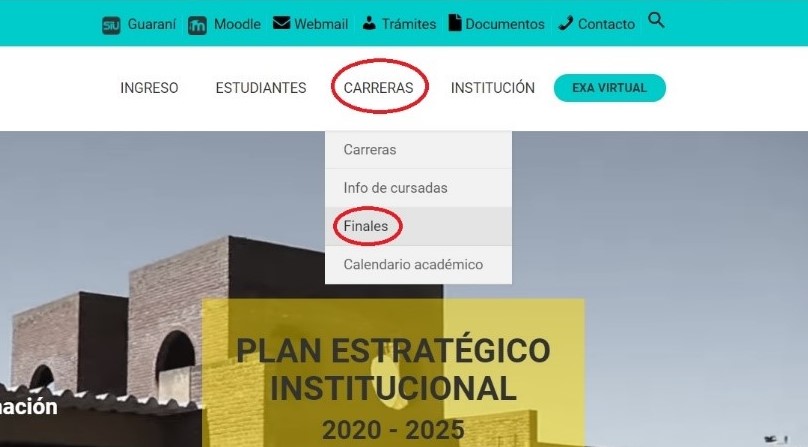 SIU Guaraní m Moodle Webmail Trámites Documentos Contacto
INGRESO ESTUDIANTES CARRERAS INSTITUCIÓN EXA VIRTUAL
Carreras
Info de cursadas
Finales
Calendario académico
PLAN ESTRATÉGICO
INSTITUCIONAL
nación
2020 - 2025